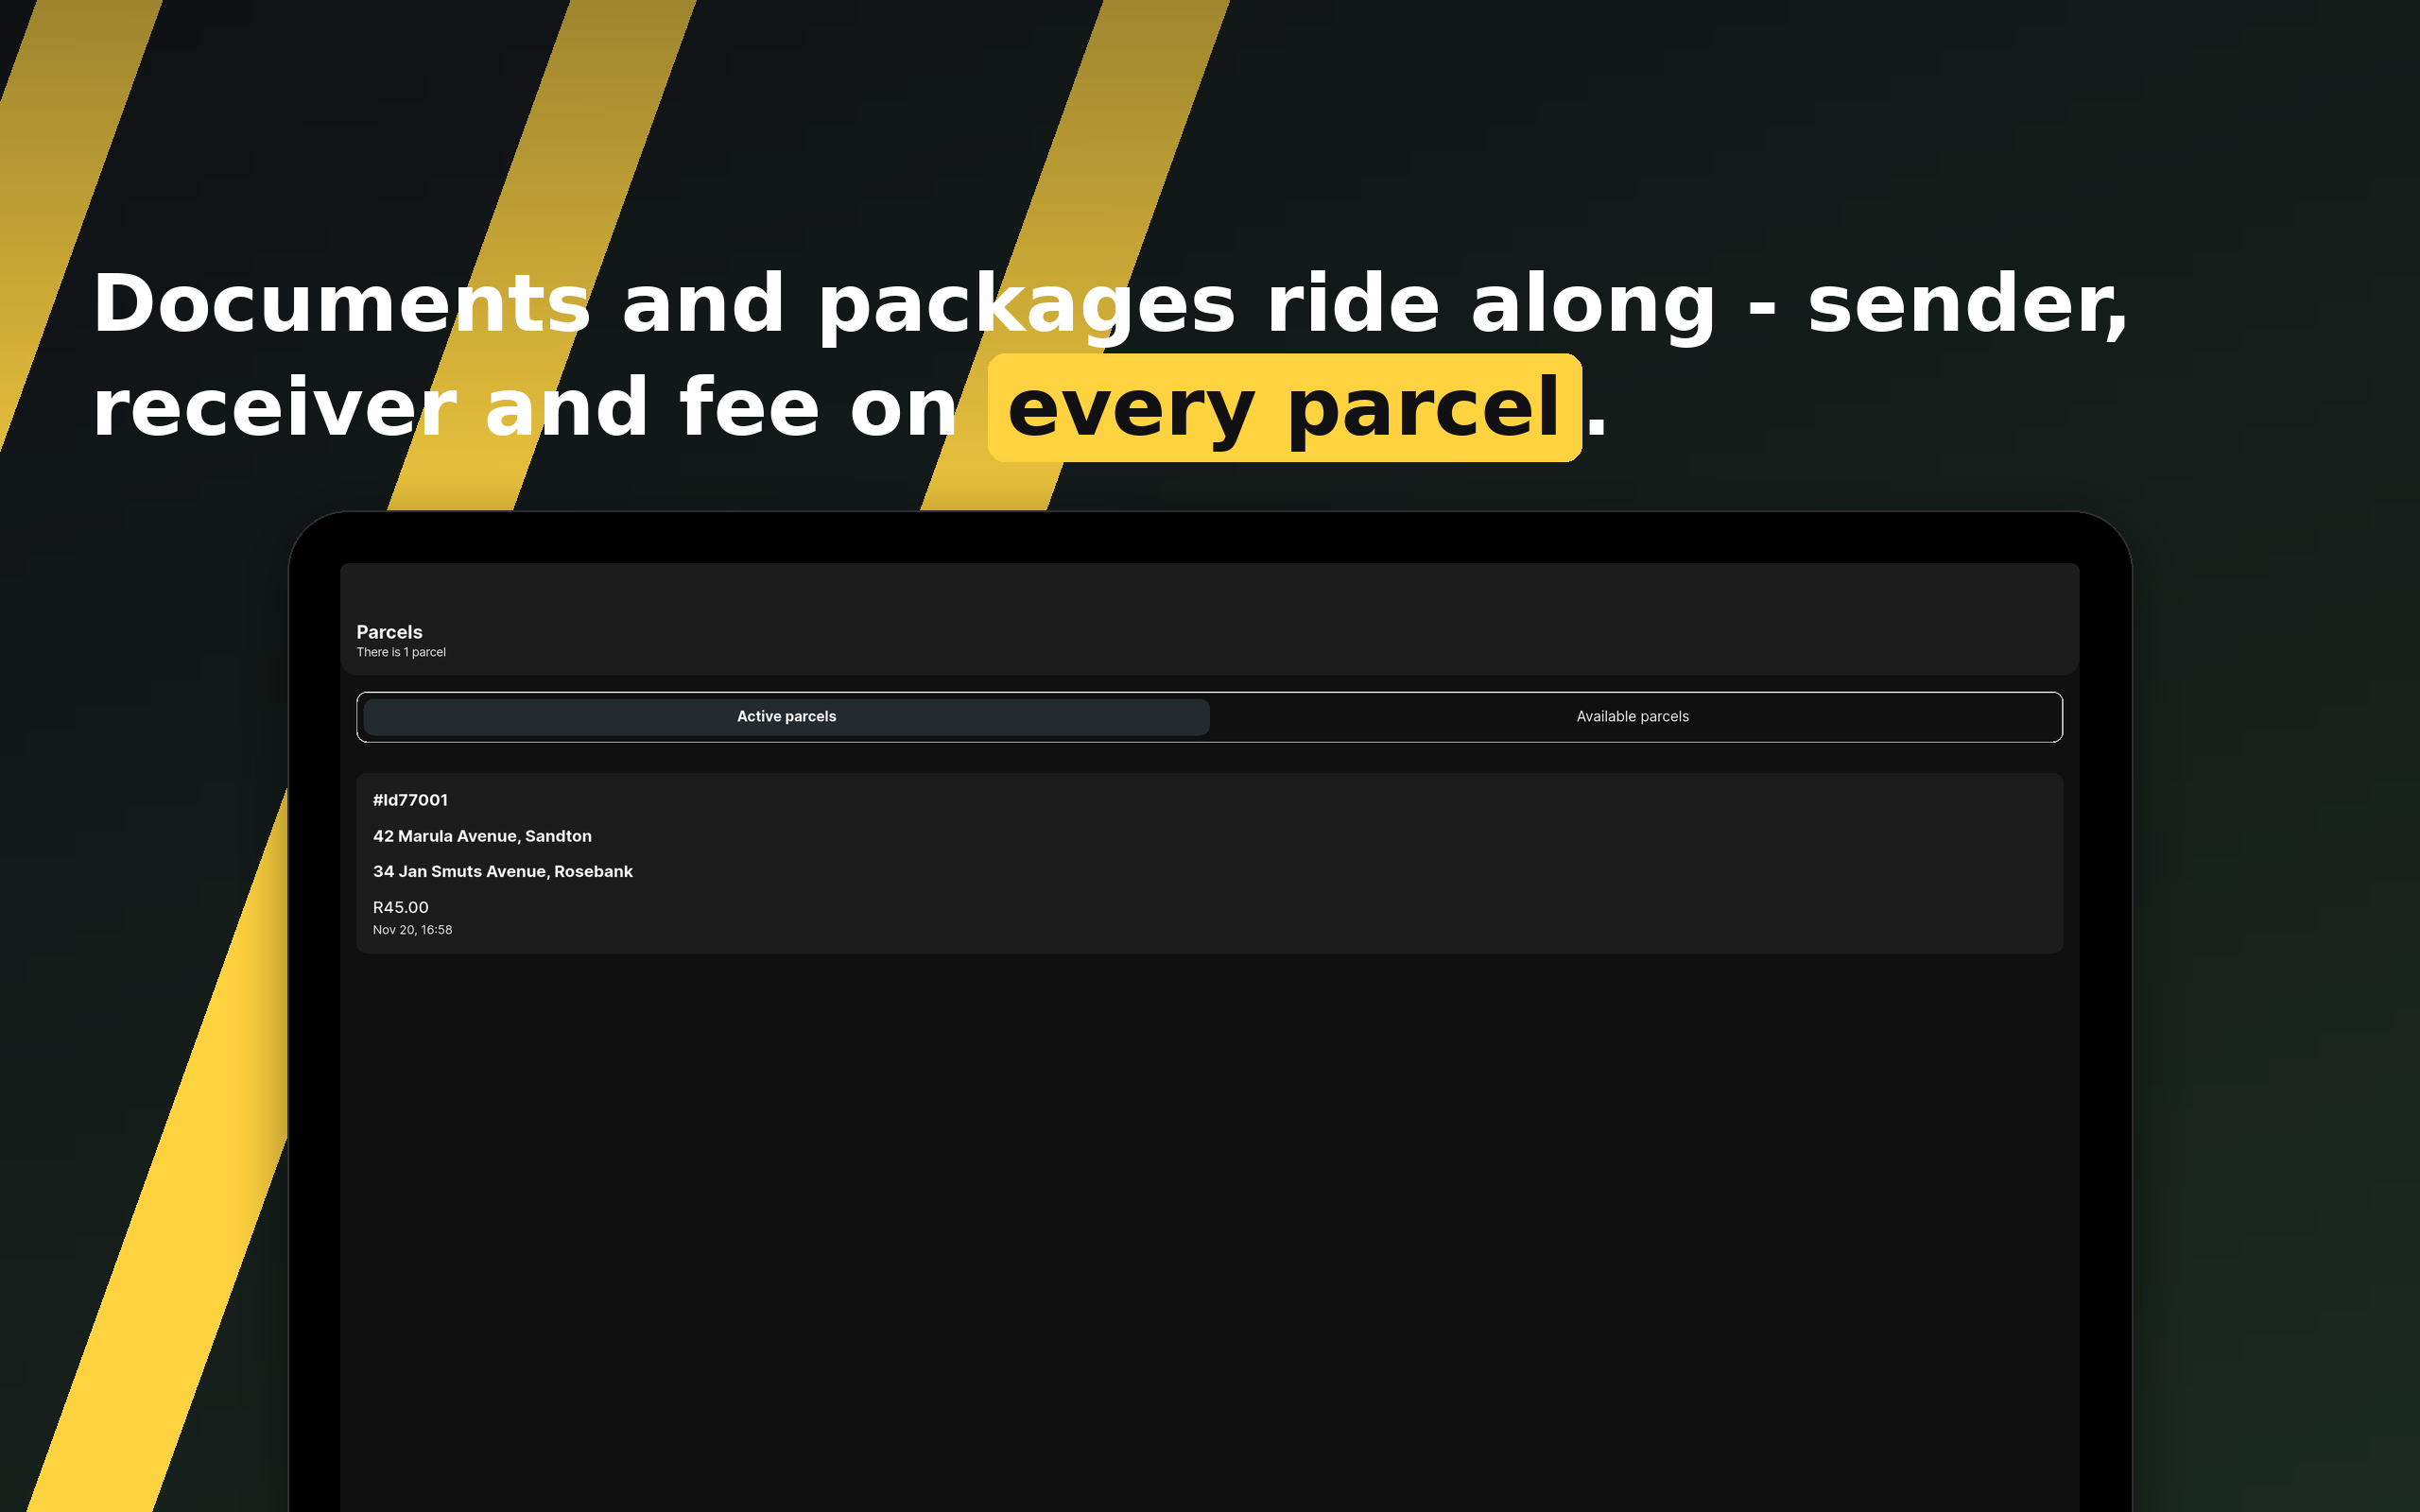 Documents and packages ride along - sender,
receiver and fee on every parcel.
Parcels
There is 1 parcel
Active parcels
Available parcels
#Id77001
42 Marula Avenue, Sandton
34 Jan Smuts Avenue, Rosebank
R45.00
Nov 20, 16:58